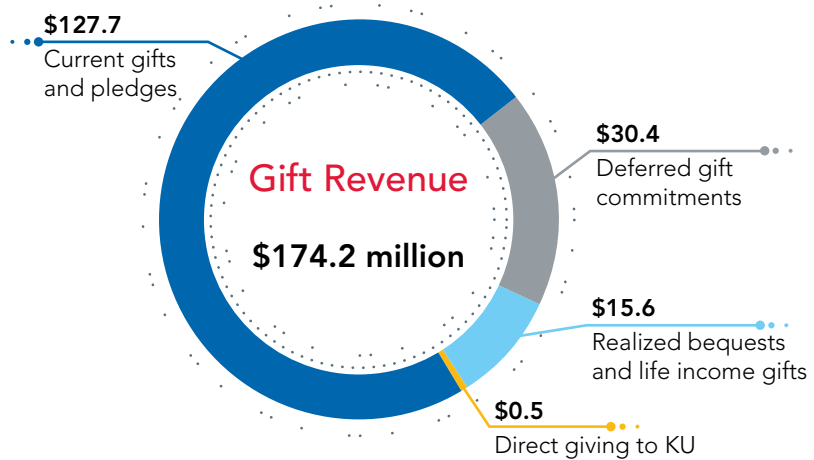 $127.7
Current gifts
and pledges
Gift Revenue
$174.2 million
$30.4
Deferred gift
commitments
$15.6
Realized bequests
and life income gifts
$0.5
Direct giving to KU